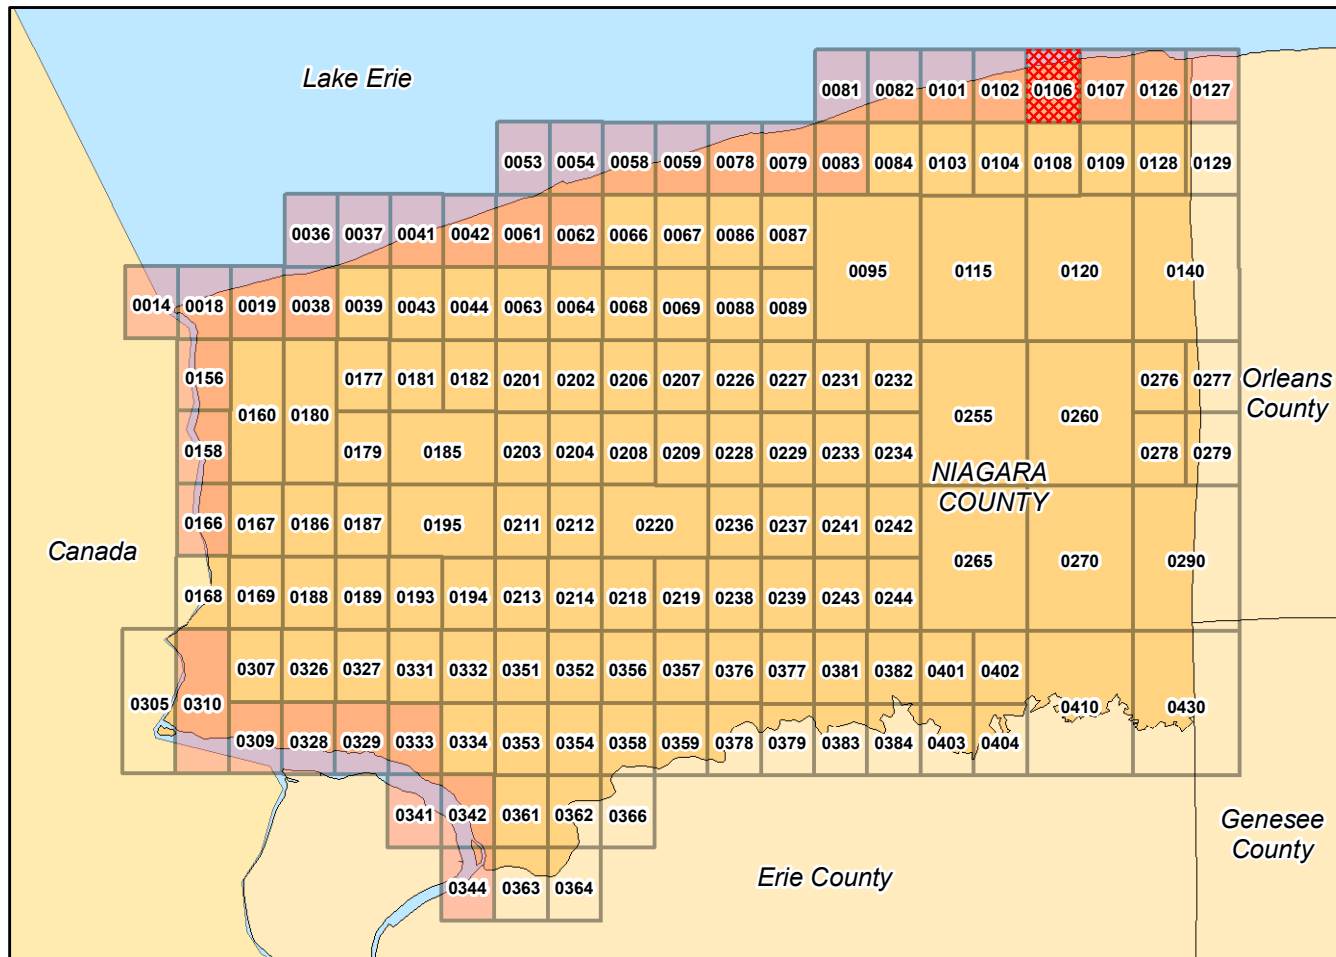 Lake Erie
0081 0082 0101 0102 0106 0107 0126 0127
0053 0054 0058 0059 0078 0079 0083 0084 0103 0104 0108 0109 0128 0129
0036 0037 0041 0042 0061 0062 0066 0067 0086 0087
0095 0115 0120 0140
0014 0018 0019 0038 0039 0043 0044 0063 0064 0068 0069 0088 0089
0156 0177 0181 0182 0201 0202 0206 0207 0226 0227 0231 0232 0276 0277
Orleans
County
0160 0180 0255 0260
0158 0179 0185 0203 0204 0208 0209 0228 0229 0233 0234 0278 0279
NIAGARA
COUNTY
0166 0167 0186 0187 0195 0211 0212 0220 0236 0237 0241 0242
Canada
0265 0270 0290
0168 0169 0188 0189 0193 0194 0213 0214 0218 0219 0238 0239 0243 0244
0307 0326 0327 0331 0332 0351 0352 0356 0357 0376 0377 0381 0382 0401 0402
0305 0310 0410 0430
0309 0328 0329 0333 0334 0353 0354 0358 0359 0378 0379 0383 0384 0403 0404
0341 0342 0361 0362 0366
Genesee
County
Erie County
0344 0363 0364